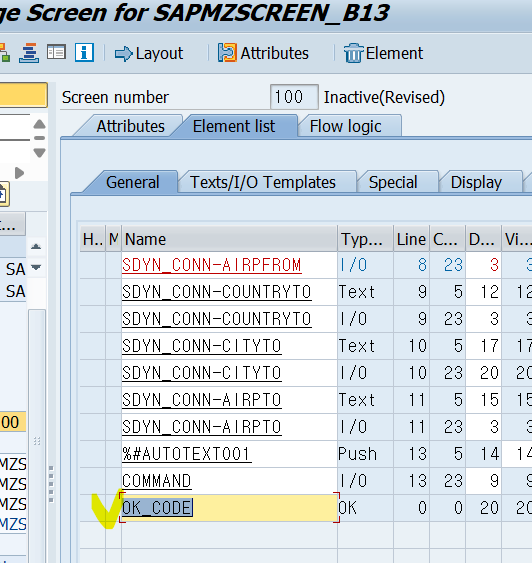 ge Screen for SAPMZSCREEN_B13
Layout Attributes Element
Screen number 100 Inactive(Revised)
Attributes Element list Flow logic
General Texts/I/O Templates Special Display
t...
H.. M Name Typ... Line C... D... Vi...
SDYN_CONN-AIRPFROM I/O 8 23 3 3
SDYN_CONN-COUNTRYTO Text 9 5 12 12
SDYN_CONN-COUNTRYTO I/O 9 23 3 3
SDYN_CONN-CITYTO Text 10 5 17 17
SDYN_CONN-CITYTO I/O 10 23 20 20
SDYN_CONN-AIRPTO Text 11 5 15 15
SDYN_CONN-AIRPTO I/O 11 23 3 3
%#AUTOTEXT001 Push 13 5 14 14
COMMAND I/O 13 23 9 9
OK_CODE OK 0 0 20 20
SA
SA
00
MZS
MZS
MZS
MZS